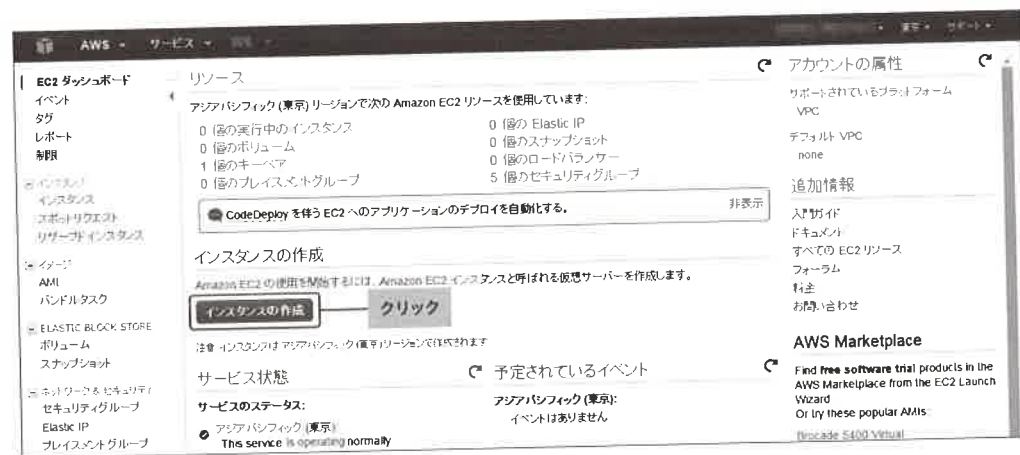 AWS
サービス
サポート
EC2 ダッシュボード
イベント
タグ
レポート
制限
インスタンス
インスタンス
スポットリクエスト
リザーブドインスタンス
イメージ
AMI
バンドルタスク
ELASTIC BLOCK STORE
ボリューム
スナップショット
ネットワーク & セキュリティ
セキュリティグループ
Elastic IP
プレイスメントグループ
リソース
アジアパシフィック (東京) リージョンで次の Amazon EC2 リソースを使用しています:
0 個の実行中のインスタンス
0 個の Elastic IP
0 個のボリューム
0 個のスナップショット
1 個のキーペア
0 個のロードバランサー
0 個のプレイスメントグループ
5 個のセキュリティグループ
CodeDeploy を伴う EC2 へのアプリケーションのデプロイを自動化する。
非表示
インスタンスの作成
Amazon EC2 の使用を開始するには、Amazon EC2 インスタンスと呼ばれる仮想サーバーを作成します。
インスタンスの作成
クリック
注意: インスタンスは アジアパシフィック (東京) リージョンで作成されます
サービス状態
サービスのステータス:
アジアパシフィック (東京):
This service is operating normally
予定されているイベント
アジアパシフィック (東京):
イベントはありません
アカウントの属性
サポートされているプラットフォーム
VPC
デフォルト VPC
none
追加情報
入門ガイド
ドキュメント
すべての EC2 リソース
フォーラム
料金
お問い合わせ
AWS Marketplace
Find free software trial products in the
AWS Marketplace from the EC2 Launch
Wizard
Or try these popular AMIs:
Brocade 5400 Virtual